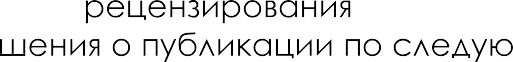 рецензирования
шения о публикации по следую